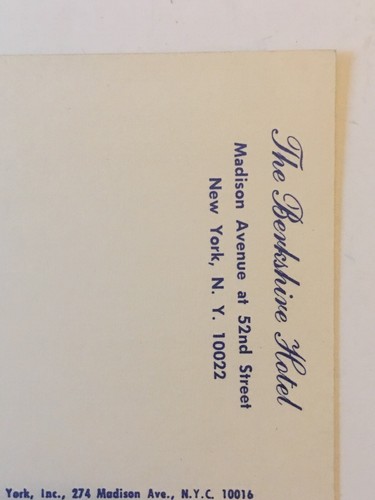 The Berkshire Hotel
Madison Avenue at 52nd Street
New York, N. Y. 10022
York, Inc., 274 Madison Ave., N.Y.C. 10016